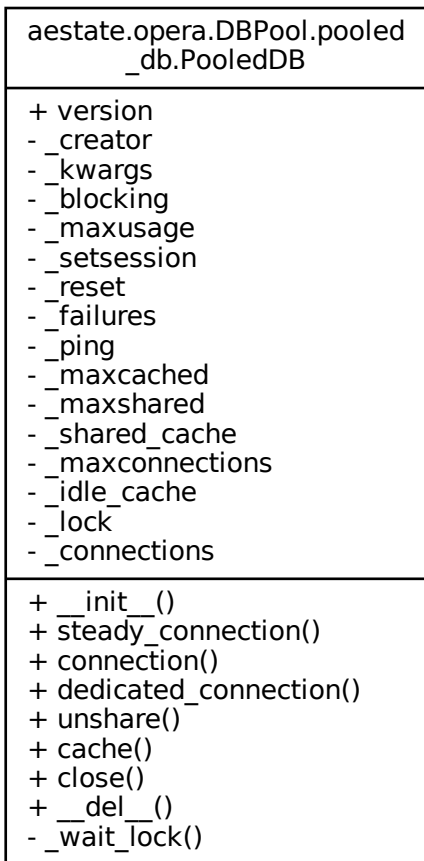 aestate.opera.DBPool.pooled
_db.PooledDB
+ version
- _creator
- _kwargs
- _blocking
- _maxusage
- _setsession
- _reset
- _failures
- _ping
- _maxcached
- _maxshared
- _shared_cache
- _maxconnections
- _idle_cache
- _lock
- _connections
+ __init__()
+ steady_connection()
+ connection()
+ dedicated_connection()
+ unshare()
+ cache()
+ close()
+ __del__()
- _wait_lock()